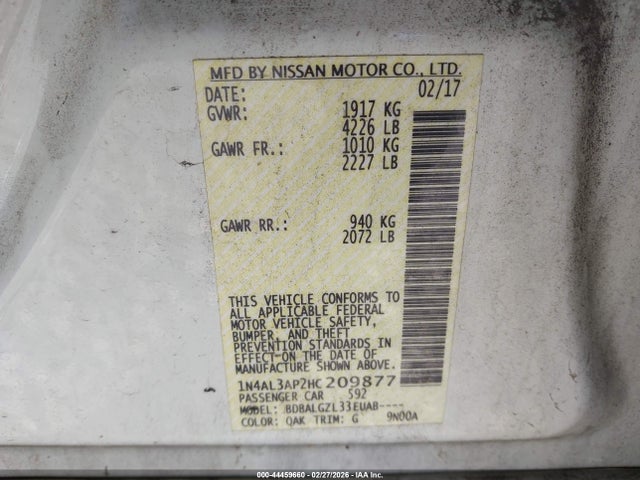 MFD BY NISSAN MOTOR CO., LTD.
DATE: 02/17
GVWR: 1917 KG
4226 LB
GAWR FR.: 1010 KG
2227 LB
GAWR RR.: 940 KG
2072 LB
THIS VEHICLE CONFORMS TO
ALL APPLICABLE FEDERAL
MOTOR VEHICLE SAFETY,
BUMPER, AND THEFT
PREVENTION STANDARDS IN
EFFECT ON THE DATE OF
MANUFACTURE SHOWN ABOVE.
1N4AL3AP2HC209877
PASSENGER CAR 592
MODEL: BDBALGZL33EUAB----
COLOR: QAK TRIM: G 9N00A
000-44459660 - 02/27/2026 - IAA Inc.